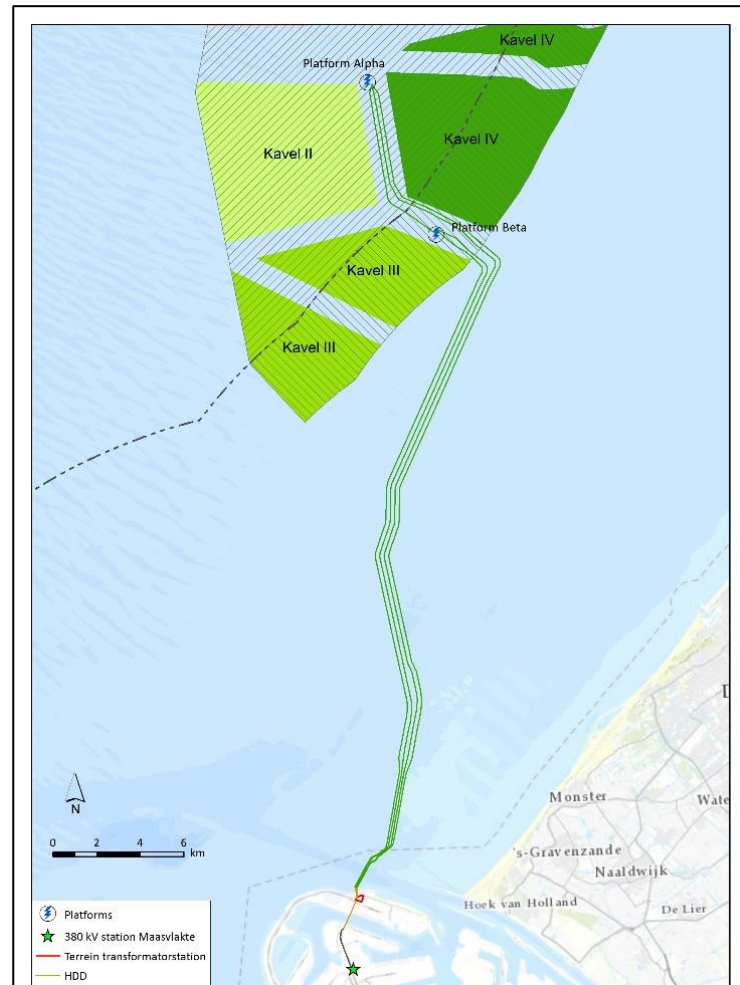 Kavel IV
Platform Alpha
Kavel II
Kavel IV
Platform Beta
Kavel III
Kavel III
N
0 2 4 6
km
Monster
Wate
's-Gravenzande
Naaldwijk
Hoek van Holland
De Lier
Platforms
380 kV station Maasvlakte
Terrein transformatorstation
HDD